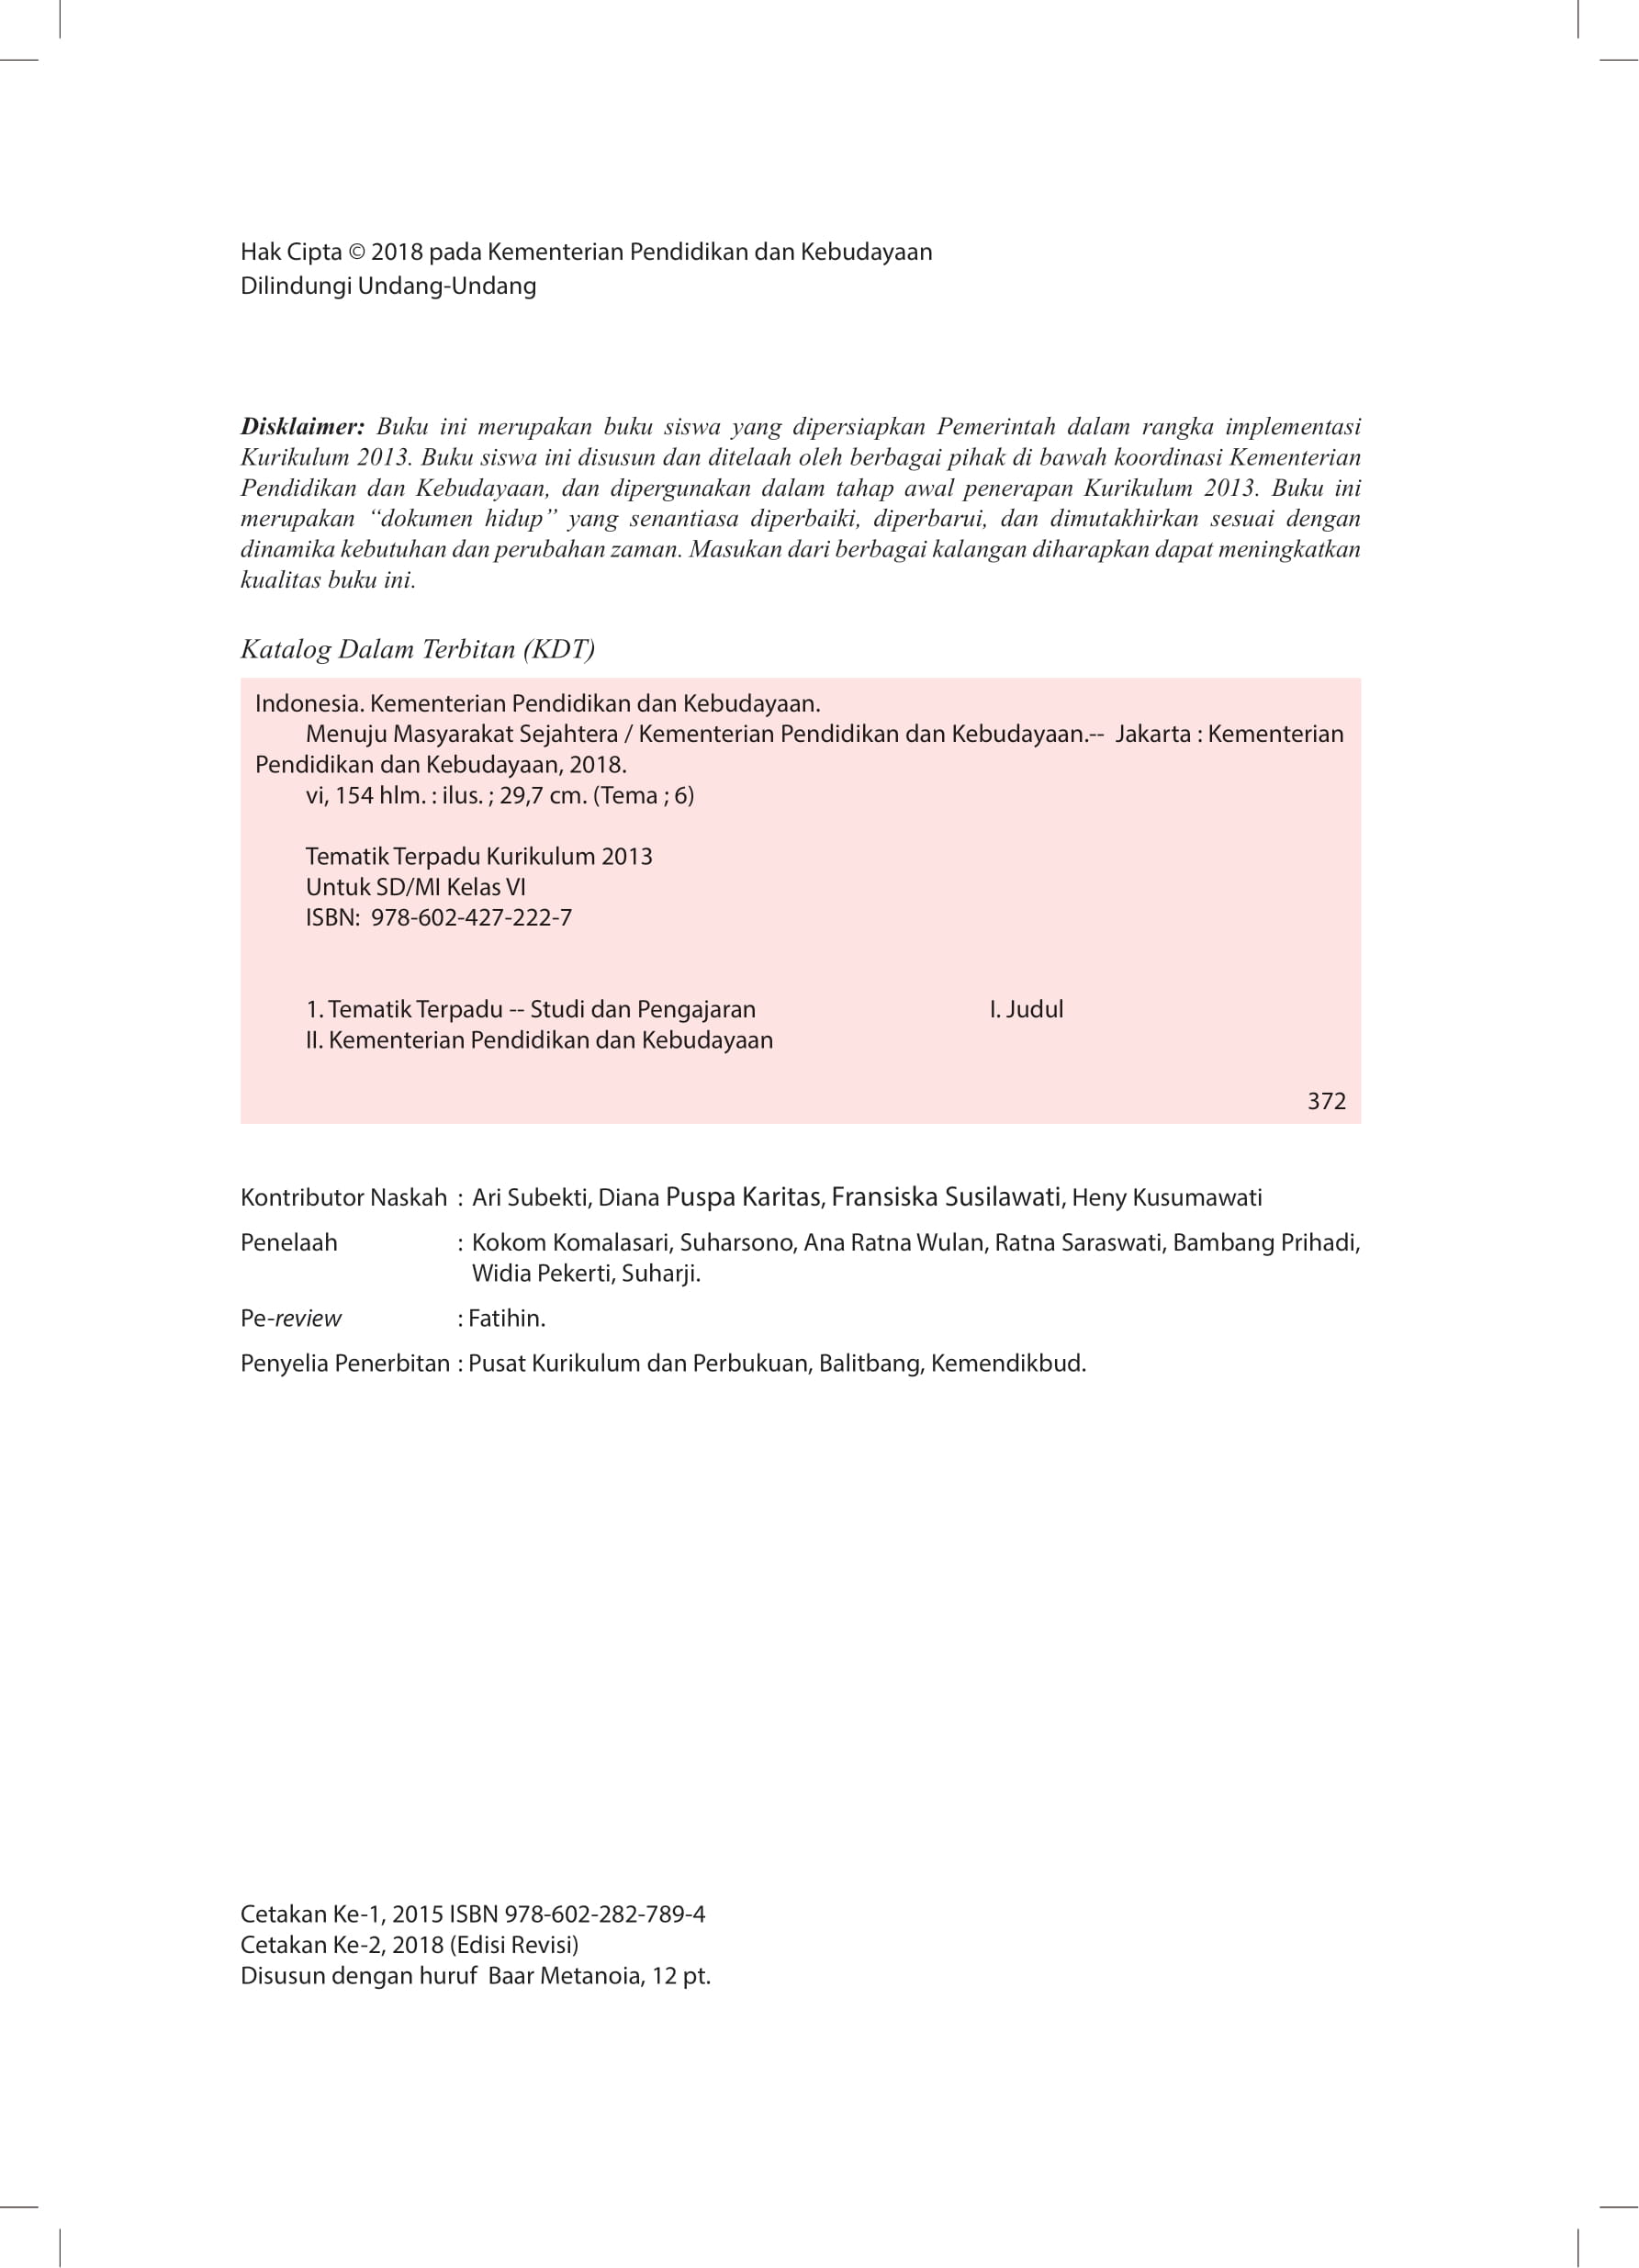 Hak Cipta © 2018 pada Kementerian Pendidikan dan Kebudayaan
Dilindungi Undang-Undang
Disklaimer: Buku ini merupakan buku siswa yang dipersiapkan Pemerintah dalam rangka implementasi
Kurikulum 2013. Buku siswa ini disusun dan ditelaah oleh berbagai pihak di bawah koordinasi Kementerian
Pendidikan dan Kebudayaan, dan dipergunakan dalam tahap awal penerapan Kurikulum 2013. Buku ini
merupakan “dokumen hidup” yang senantiasa diperbaiki, diperbarui, dan dimutakhirkan sesuai dengan
dinamika kebutuhan dan perubahan zaman. Masukan dari berbagai kalangan diharapkan dapat meningkatkan
kualitas buku ini.
Katalog Dalam Terbitan (KDT)
Indonesia. Kementerian Pendidikan dan Kebudayaan.
Menuju Masyarakat Sejahtera / Kementerian Pendidikan dan Kebudayaan.-- Jakarta : Kementerian
Pendidikan dan Kebudayaan, 2018.
vi, 154 hlm. : ilus. ; 29,7 cm. (Tema ; 6)
Tematik Terpadu Kurikulum 2013
Untuk SD/MI Kelas VI
ISBN: 978-602-427-222-7
1. Tematik Terpadu -- Studi dan Pengajaran I. Judul
II. Kementerian Pendidikan dan Kebudayaan
372
Kontributor Naskah : Ari Subekti, Diana Puspa Karitas, Fransiska Susilawati, Heny Kusumawati
Penelaah : Kokom Komalasari, Suharsono, Ana Ratna Wulan, Ratna Saraswati, Bambang Prihadi,
Widia Pekerti, Suharji.
Pe-review : Fatihin.
Penyelia Penerbitan : Pusat Kurikulum dan Perbukuan, Balitbang, Kemendikbud.
Cetakan Ke-1, 2015 ISBN 978-602-282-789-4
Cetakan Ke-2, 2018 (Edisi Revisi)
Disusun dengan huruf Baar Metanoia, 12 pt.